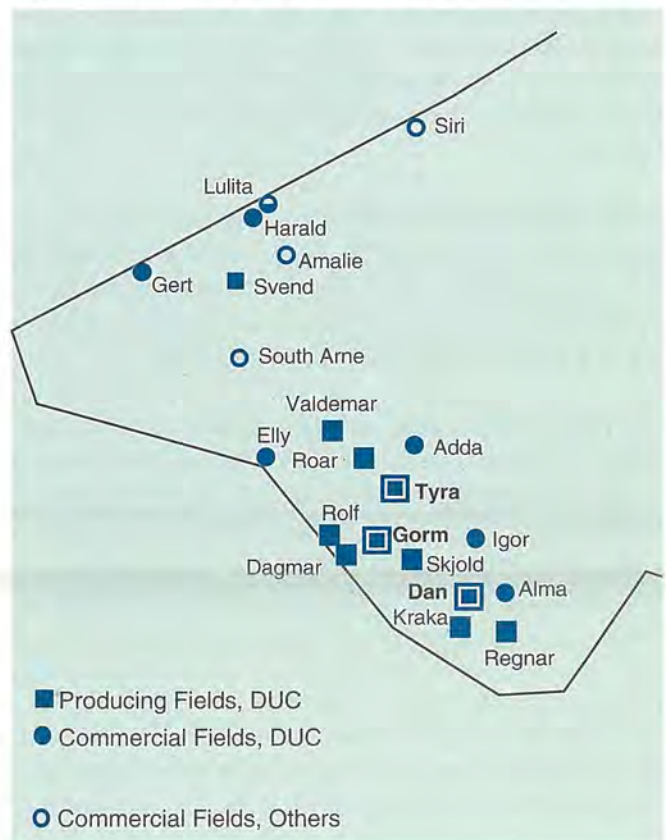 Siri
Lulita
Harald
Amalie
Gert
Svend
South Arne
Valdemar
Elly
Adda
Roar
Tyra
Rolf
Gorm
Igor
Dagmar
Skjold
Dan
Alma
Kraka
Regnar
Producing Fields, DUC
Commercial Fields, DUC
Commercial Fields, Others